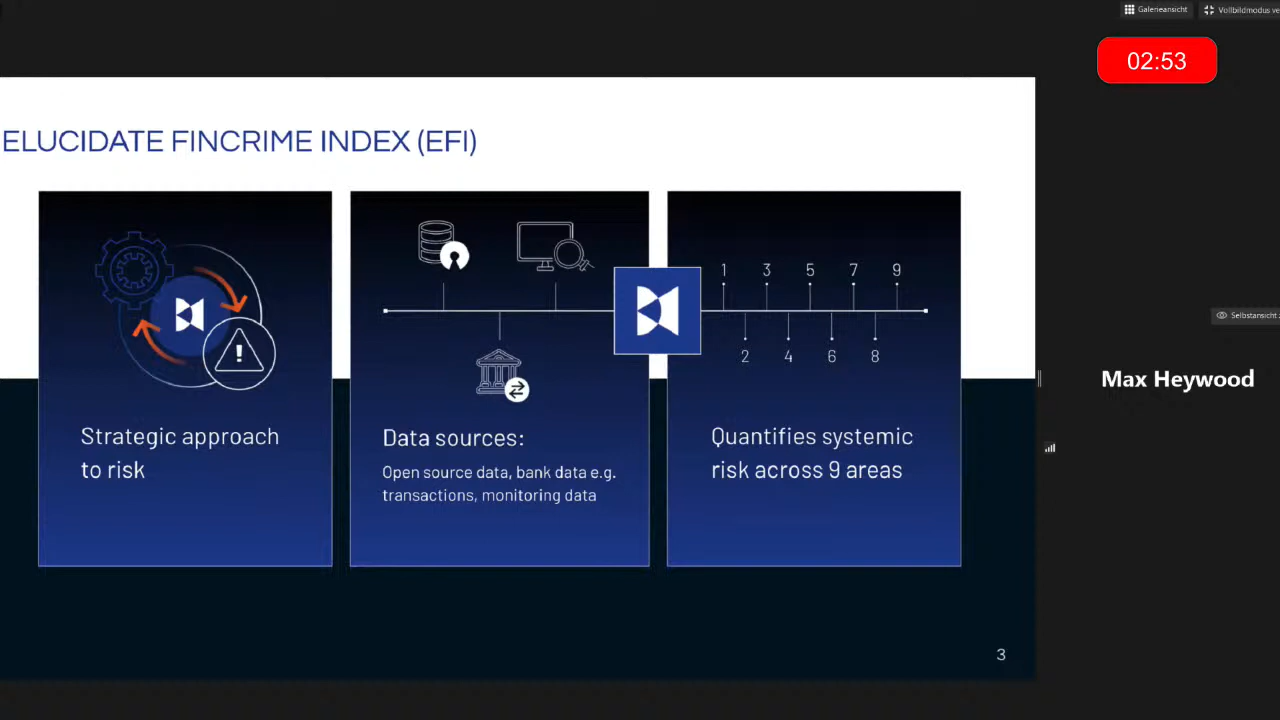 Galerieansicht
Vollbildmodus ve
02:53
ELUCIDATE FINCRIME INDEX (EFI)
Strategic approach
to risk
Data sources:
Open source data, bank data e.g.
transactions, monitoring data
1 3 5 7 9
2 4 6 8
Quantifies systemic
risk across 9 areas
3
Selbstansicht
Max Heywood